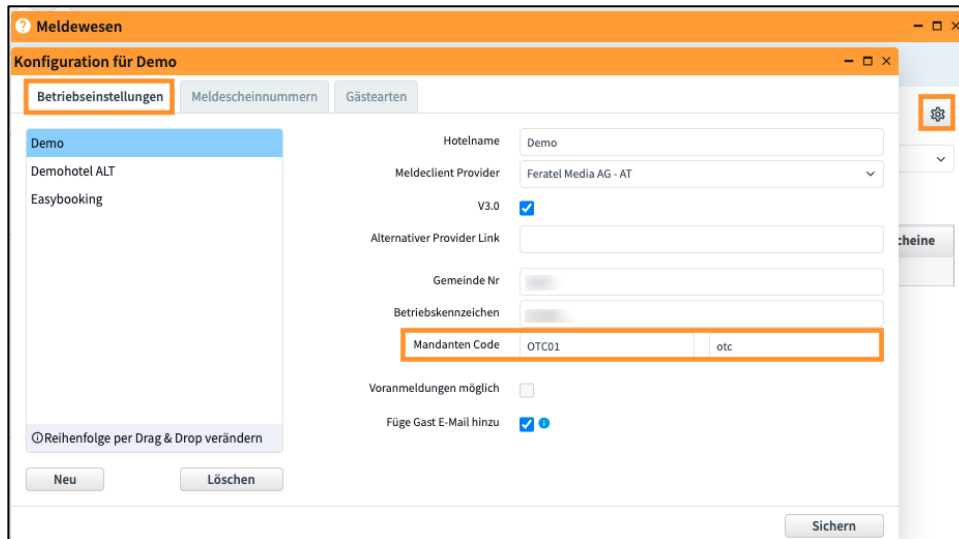 Meldewesen
Konfiguration für Demo
Betriebseinstellungen Meldescheinnummern Gästearten
Demo
Demohotel ALT
Easybooking
Reihenfolge per Drag & Drop verändern
Neu Löschen
Hotelname Demo
Meldeclient Provider Feratel Media AG - AT
V3.0
Alternativer Provider Link
Gemeinde Nr
Betriebskennzeichen
Mandanten Code OTC01 otc
Voranmeldungen möglich
Füge Gast E-Mail hinzu
cheine
Sichern